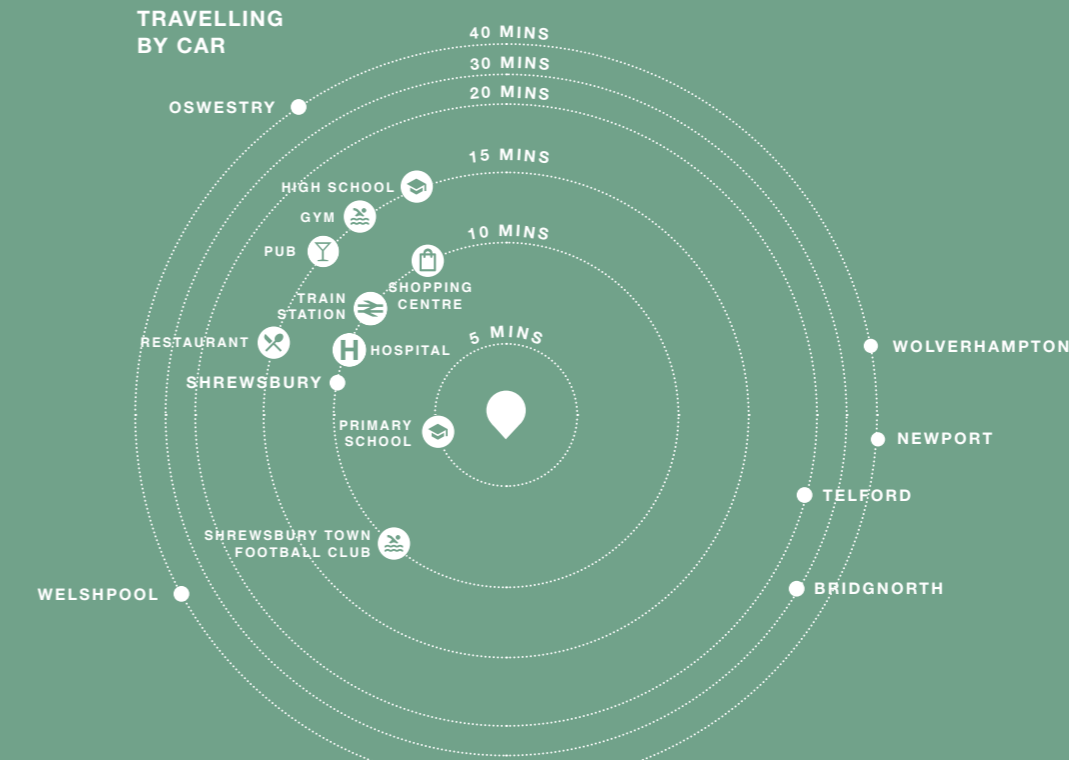 TRAVELLING
BY CAR
40 MINS
30 MINS
20 MINS
OSWESTRY
15 MINS
HIGH SCHOOL
GYM
10 MINS
PUB
SHOPPING
CENTRE
TRAIN
STATION
5 MINS
RESTAURANT
H
HOSPITAL
WOLVERHAMPTON
SHREWSBURY
PRIMARY
SCHOOL
NEWPORT
TELFORD
SHREWSBURY TOWN
FOOTBALL CLUB
BRIDGNORTH
WELSHPOOL